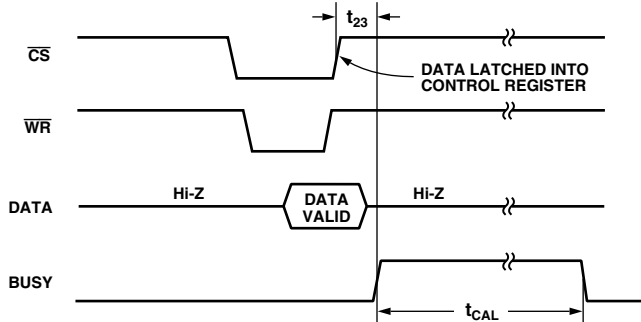 t23
CS
DATA LATCHED INTO
CONTROL REGISTER
WR
Hi-Z
DATA
VALID
Hi-Z
DATA
BUSY
tCAL